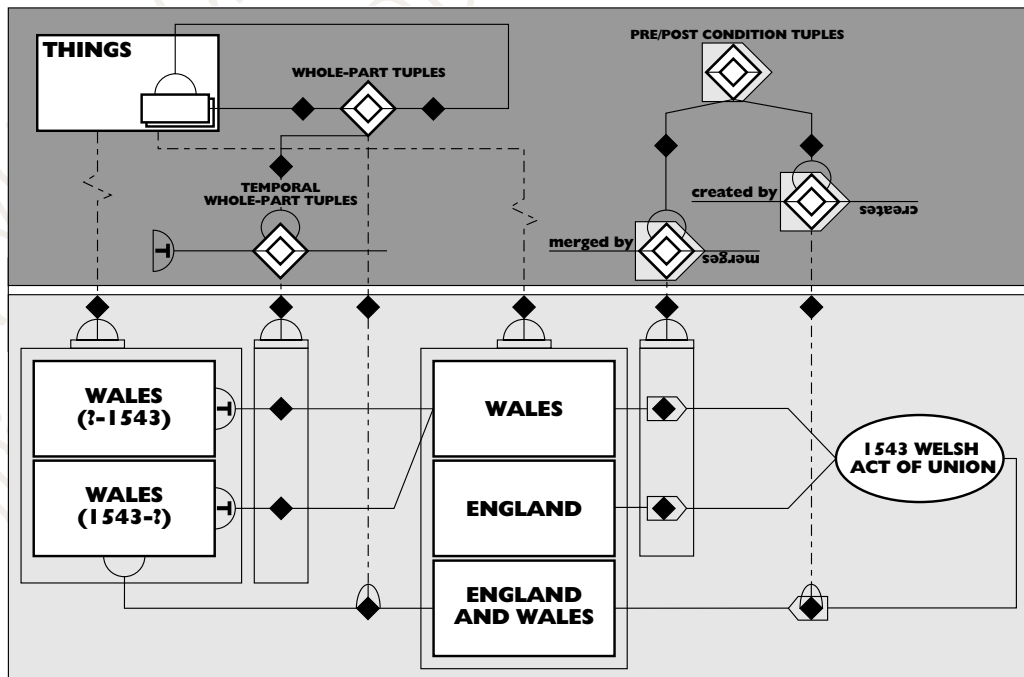 THINGS
WHOLE-PART TUPLES
PRE/POST CONDITION TUPLES
TEMPORAL
WHOLE-PART TUPLES
T
created by
creates
merged by
merges
WALES
(?-1543)
T
WALES
(1543-?)
T
WALES
ENGLAND
ENGLAND
AND WALES
1543 WELSH
ACT OF UNION